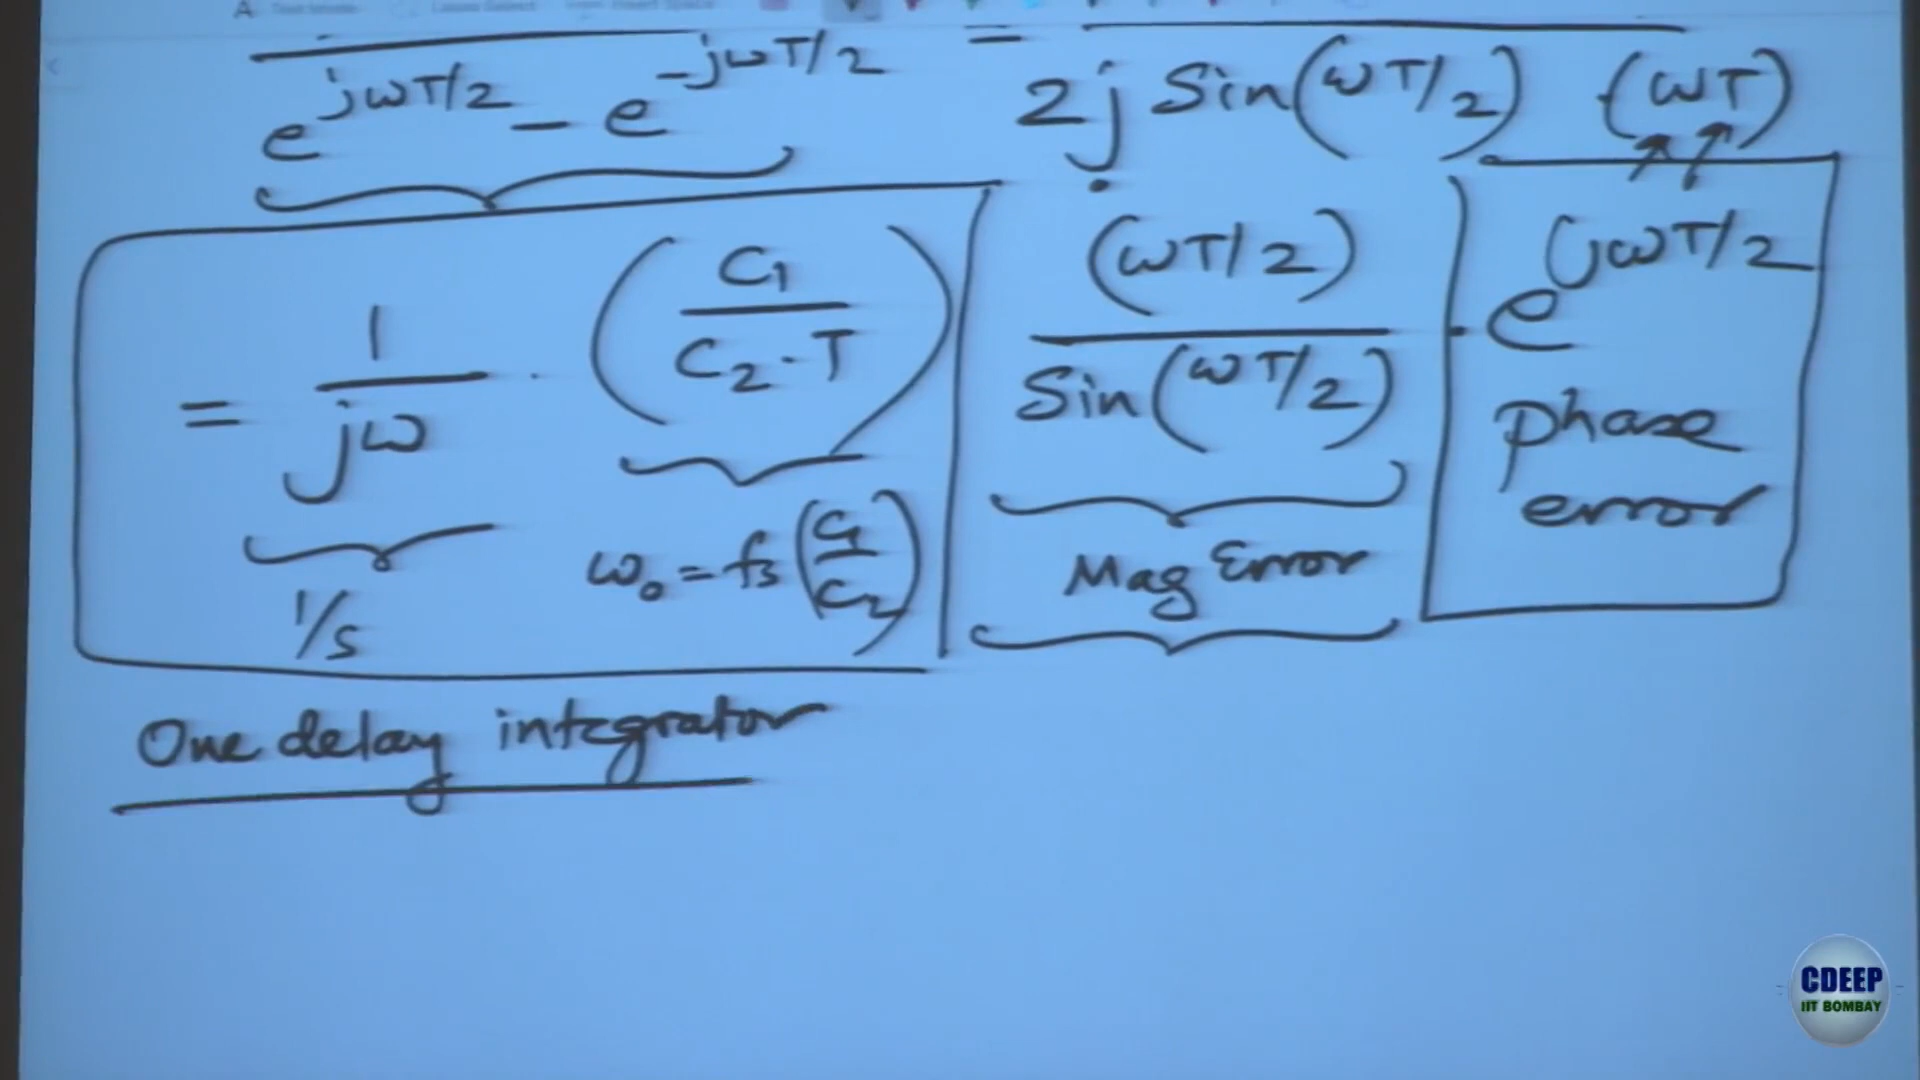 e^{jωT/2} - e^{-jωT/2} = 2j Sin(ωT/2) (ωT)
= 1/jω · (C1/C2·T) (ωT/2)/Sin(ωT/2) · e^{jωT/2}
1/s ω0 = fs(C1/C2) Mag Error phase error
One delay integrator
CDEEP
IIT BOMBAY